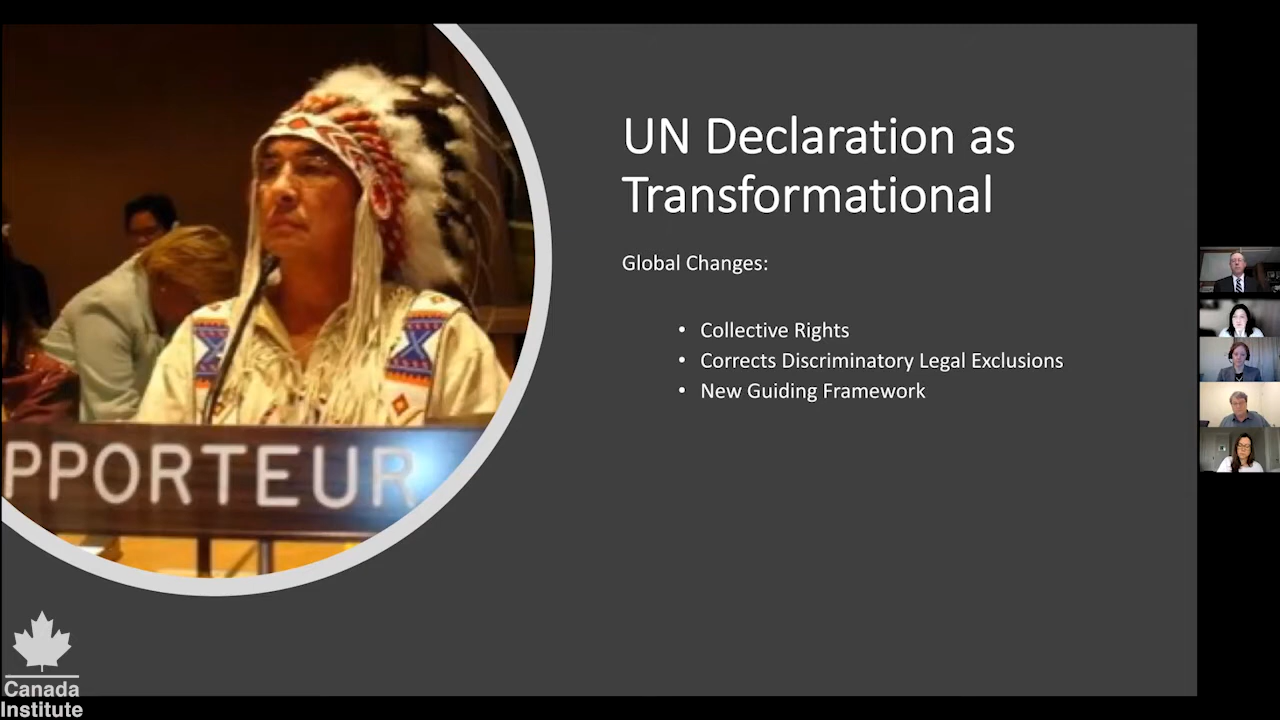 UN Declaration as
Transformational
Global Changes:
• Collective Rights
• Corrects Discriminatory Legal Exclusions
• New Guiding Framework
PPORTEUR
Canada
Institute